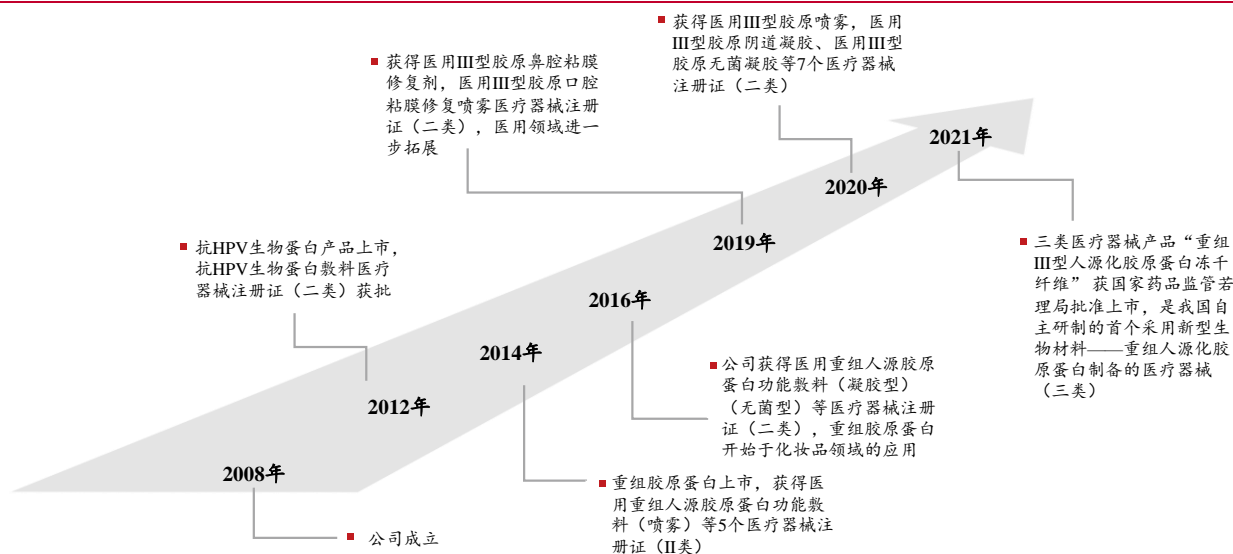 ■ 获得医用III型胶原喷雾，医用
III型胶原阴道凝胶、医用III型
胶原无菌凝胶等7个医疗器械
注册证（二类）
■ 获得医用III型胶原鼻腔粘膜
修复剂，医用III型胶原口腔
粘膜修复喷雾医疗器械注册
证（二类），医用领域进一
步拓展
2021年
2020年
2019年
■ 抗HPV生物蛋白产品上市，
抗HPV生物蛋白敷料医疗
器械注册证（二类）获批
■ 三类医疗器械产品“重组
III型人源化胶原蛋白冻干
纤维” 获国家药品监管若
理局批准上市，是我国自
主研制的首个采用新型生
物材料——重组人源化胶
原蛋白制备的医疗器械
（三类）
2016年
2014年
■ 公司获得医用重组人源胶原
蛋白功能敷料（凝胶型）
（无菌型）等医疗器械注册
证（二类），重组胶原蛋白
开始于化妆品领域的应用
2012年
2008年
■ 重组胶原蛋白上市，获得医
用重组人源胶原蛋白功能敷
料（喷雾）等5个医疗器械注
册证（II类）
■ 公司成立